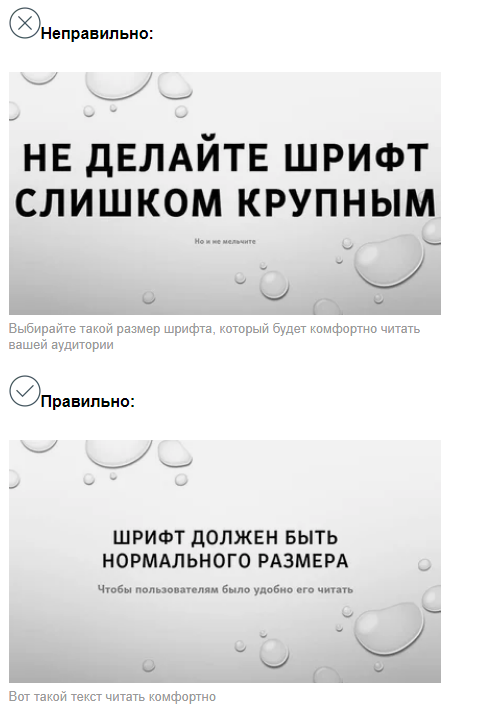 Неправильно:
НЕ ДЕЛАЙТЕ ШРИФТ
СЛИШКОМ КРУПНЫМ
Но и не мельчите
Выбирайте такой размер шрифта, который будет комфортно читать
вашей аудитории
Правильно:
ШРИФТ ДОЛЖЕН БЫТЬ
НОРМАЛЬНОГО РАЗМЕРА
Чтобы пользователям было удобно его читать
Вот такой текст читать комфортно